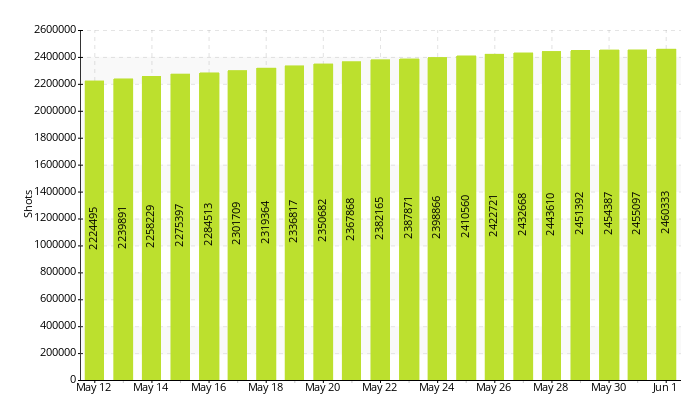 2600000
2400000
2200000
2000000
1800000
1600000
1400000
1200000
1000000
800000
600000
400000
200000
0
Shots
2224495
2239891
2258229
2275397
2284513
2301709
2319364
2336817
2350682
2367868
2382165
2387871
2398866
2410560
2422721
2432668
2443610
2451392
2454387
2455097
2460333
May 12
May 14
May 16
May 18
May 20
May 22
May 24
May 26
May 28
May 30
Jun 1